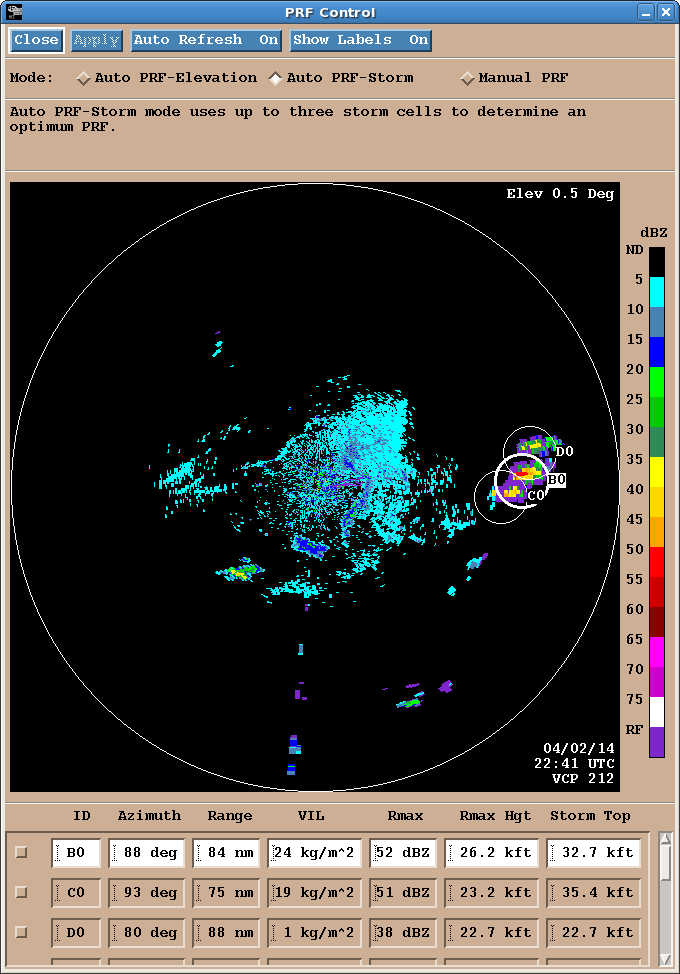 PRF Control
Close Apply Auto Refresh On Show Labels On
Mode: Auto PRF-Elevation Auto PRF-Storm Manual PRF
Auto PRF-Storm mode uses up to three storm cells to determine an
optimum PRF.
Elev 0.5 Deg
dBZ
ND
5
10
15
20
25
30
35
40
45
50
55
60
65
70
75
RF
D0
B0
C0
04/02/14
22:41 UTC
VCP 212
ID Azimuth Range VIL Rmax Rmax Hgt Storm Top
B0 88 deg 84 nm 24 kg/m^2 52 dBZ 26.2 kft 32.7 kft
C0 93 deg 75 nm 19 kg/m^2 51 dBZ 23.2 kft 35.4 kft
D0 80 deg 88 nm 1 kg/m^2 38 dBZ 22.7 kft 22.7 kft